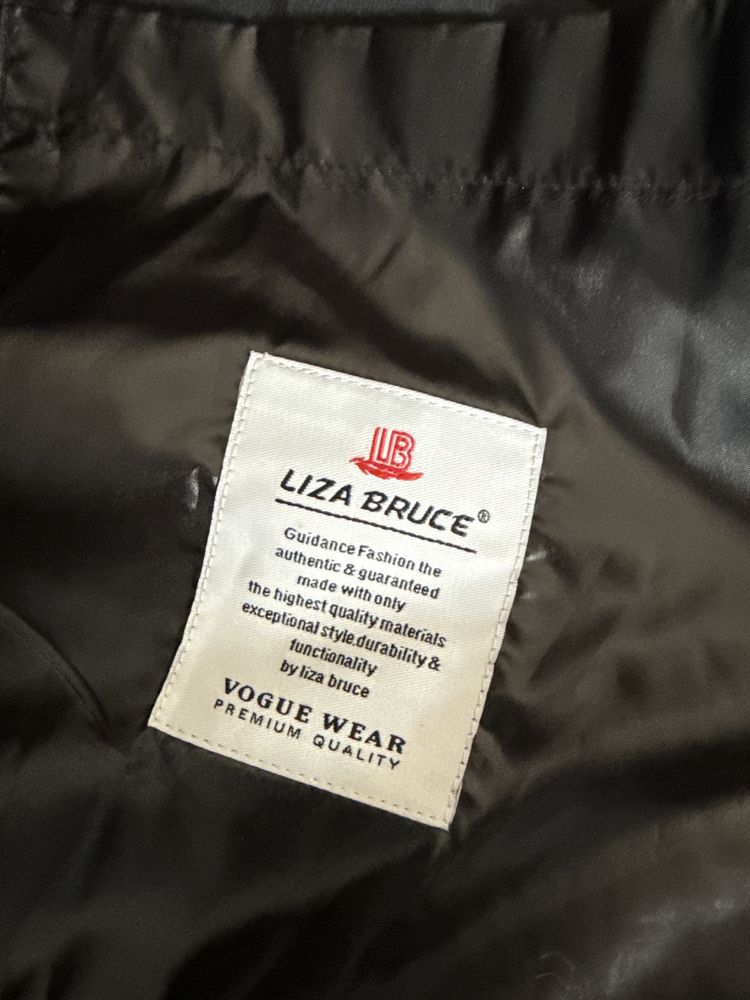 LB
LIZA BRUCE®
Guidance Fashion the
authentic & guaranteed
made with only
the highest quality materials
exceptional style.durability &
functionality
by liza bruce
VOGUE WEAR
PREMIUM QUALITY